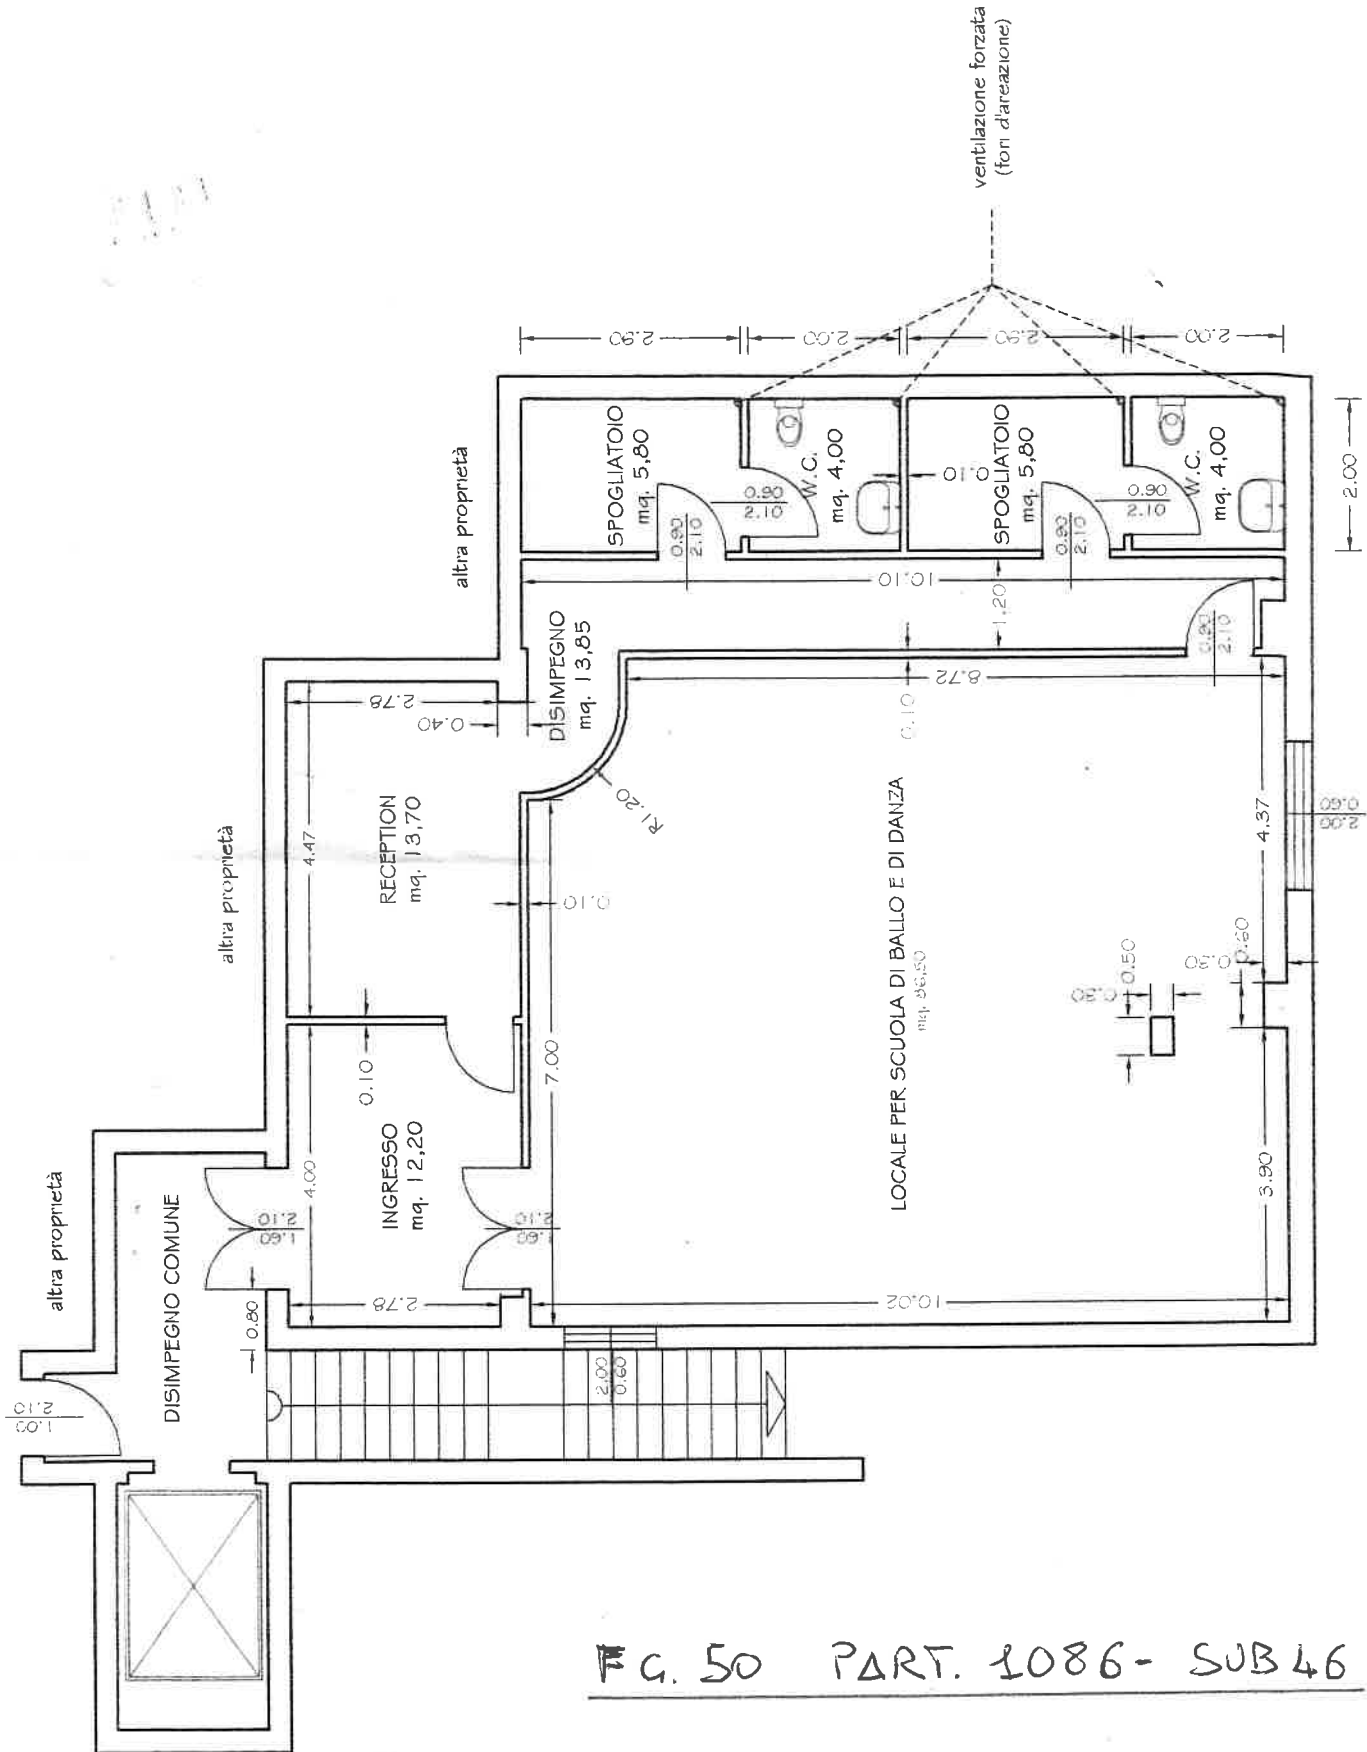 ventilazione forzata
(fori d'areazione)
altra proprietà
altra proprietà
altra proprietà
2.90
2.00
2.90
2.00
2.00
SPOGLIATOIO
mq. 5,80
W.C.
mq. 4,00
SPOGLIATOIO
mq. 5,80
W.C.
mq. 4,00
0.90
2.10
0.90
2.10
0.90
2.10
0.90
2.10
0.10
10.10
1.20
DISIMPEGNO
mq. 13,85
0.90
2.10
2.78
0.40
4.47
RECEPTION
mq. 13,70
R1.20
8.72
0.10
0.10
7.00
LOCALE PER SCUOLA DI BALLO E DI DANZA
4.37
2.00
0.60
0.60
0.30
0.50
0.30
3.90
10.02
0.10
4.00
INGRESSO
mq. 12,20
1.60
2.10
1.60
2.10
2.78
0.80
DISIMPEGNO COMUNE
1.00
2.10
2.00
0.60
FG. 50 PART. 1086 - SUB 46